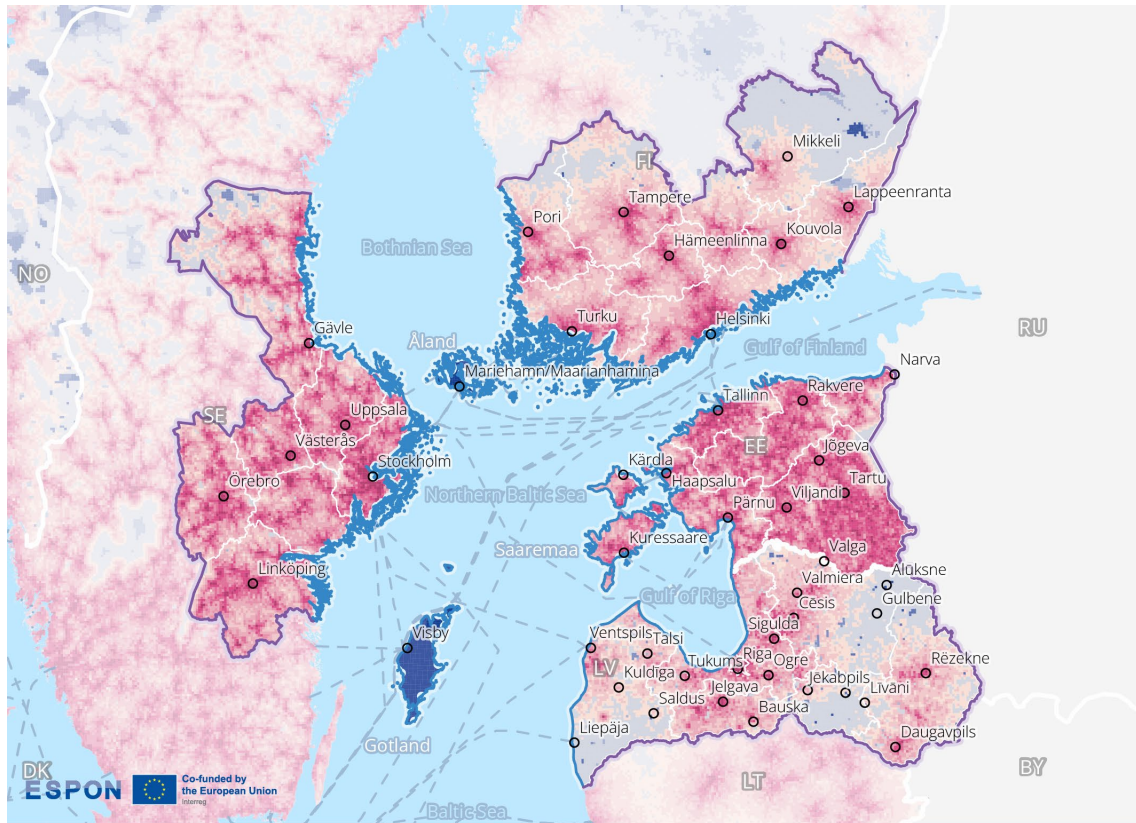 Mikkeli
FI
Lappeenranta
Tampere
Pori
Kouvola
Hämeenlinna
Bothnian Sea
NO
Turku
Helsinki
Gävle
RU
Åland
Gulf of Finland
Narva
Mariehamn/Maarianhamina
Rakvere
Tallinn
SE
Uppsala
EE
Jõgeva
Västerås
Stockholm
Kärdla
Tartu
Örebro
Haapsalu
Northern Baltic Sea
Pärnu
Viljandi
Kuressaare
Saaremaa
Valga
Linköping
Alūksne
Valmiera
Gulbene
Gulf of Riga
Cēsis
Sigulda
Visby
Ventspils
Talsi
Riga
Ogre
LV
Tukums
Rēzekne
Kuldīga
Jēkabpils
Līvāni
Saldus
Jelgava
Bauska
Liepāja
Daugavpils
Gotland
BY
DK
LT
ESPON
Co-funded by
the European Union
Interreg
Baltic Sea